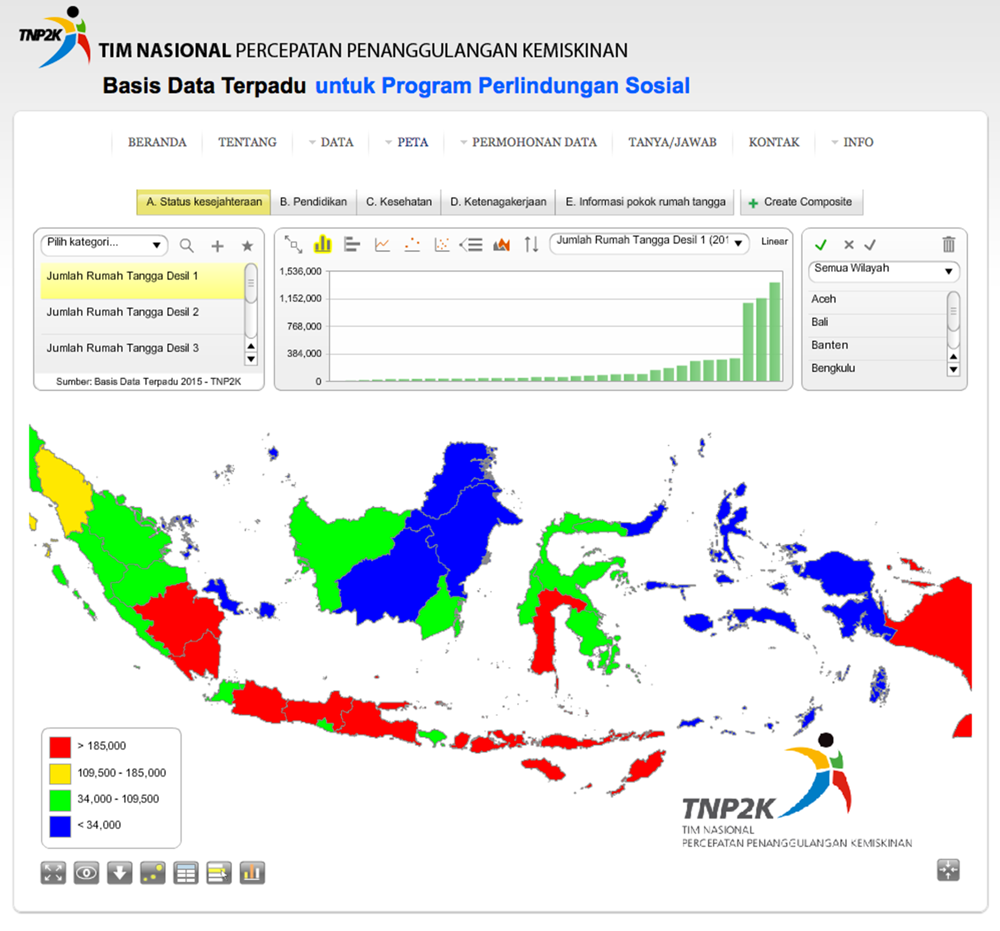 TNP2K
TIM NASIONAL PERCEPATAN PENANGGULANGAN KEMISKINAN
Basis Data Terpadu untuk Program Perlindungan Sosial
BERANDA TENTANG DATA PETA PERMOHONAN DATA TANYA/JAWAB KONTAK INFO
A. Status kesejahteraan B. Pendidikan C. Kesehatan D. Ketenagakerjaan E. Informasi pokok rumah tangga Create Composite
Pilih kategori...
Jumlah Rumah Tangga Desil 1
Jumlah Rumah Tangga Desil 2
Jumlah Rumah Tangga Desil 3
Sumber: Basis Data Terpadu 2015 - TNP2K
Jumlah Rumah Tangga Desil 1 (201
Linear
1,536,000
1,152,000
768,000
384,000
0
Semua Wilayah
Aceh
Bali
Banten
Bengkulu
> 185,000
109,500 - 185,000
34,000 - 109,500
< 34,000
TNP2K
TIM NASIONAL
PERCEPATAN PENANGGULANGAN KEMISKINAN